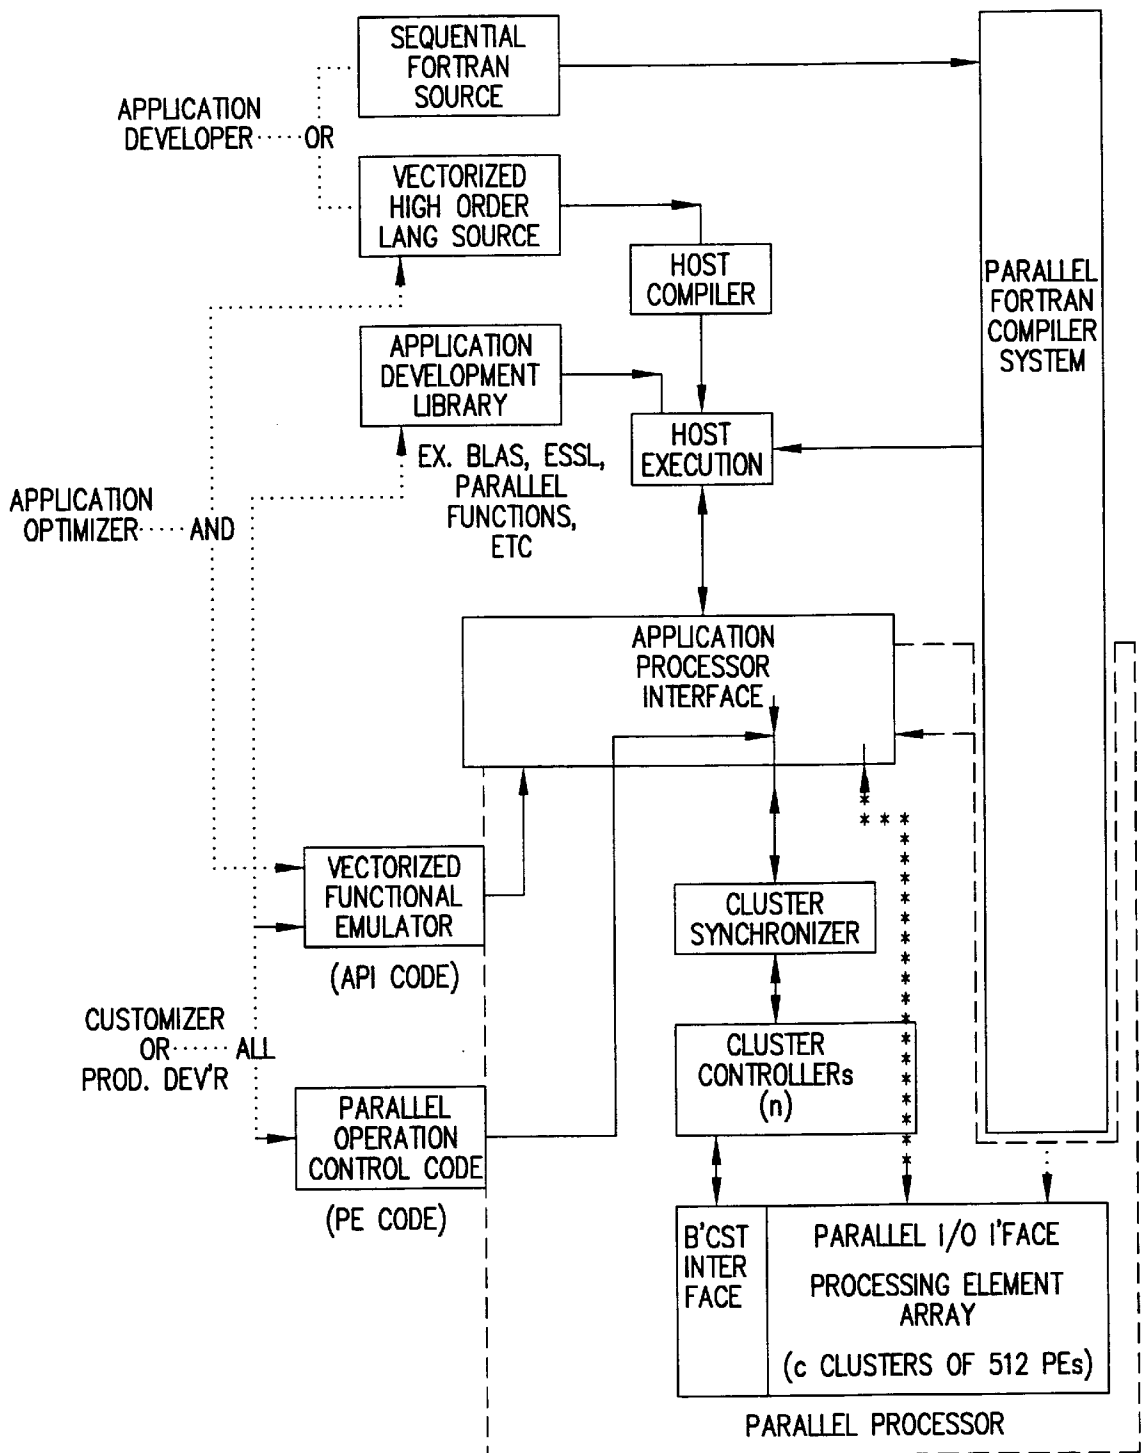 SEQUENTIAL
FORTRAN
SOURCE
APPLICATION
DEVELOPER
OR
VECTORIZED
HIGH ORDER
LANG SOURCE
HOST
COMPILER
PARALLEL
FORTRAN
COMPILER
SYSTEM
APPLICATION
DEVELOPMENT
LIBRARY
HOST
EXECUTION
EX. BLAS, ESSL,
PARALLEL
FUNCTIONS,
ETC
APPLICATION
OPTIMIZER
AND
APPLICATION
PROCESSOR
INTERFACE
VECTORIZED
FUNCTIONAL
EMULATOR
(API CODE)
CLUSTER
SYNCHRONIZER
CUSTOMIZER
OR
PROD. DEV'R
ALL
CLUSTER
CONTROLLERs
(n)
PARALLEL
OPERATION
CONTROL CODE
(PE CODE)
B'CST
INTER
FACE
PARALLEL I/O I'FACE
PROCESSING ELEMENT
ARRAY
(c CLUSTERS OF 512 PEs)
PARALLEL PROCESSOR